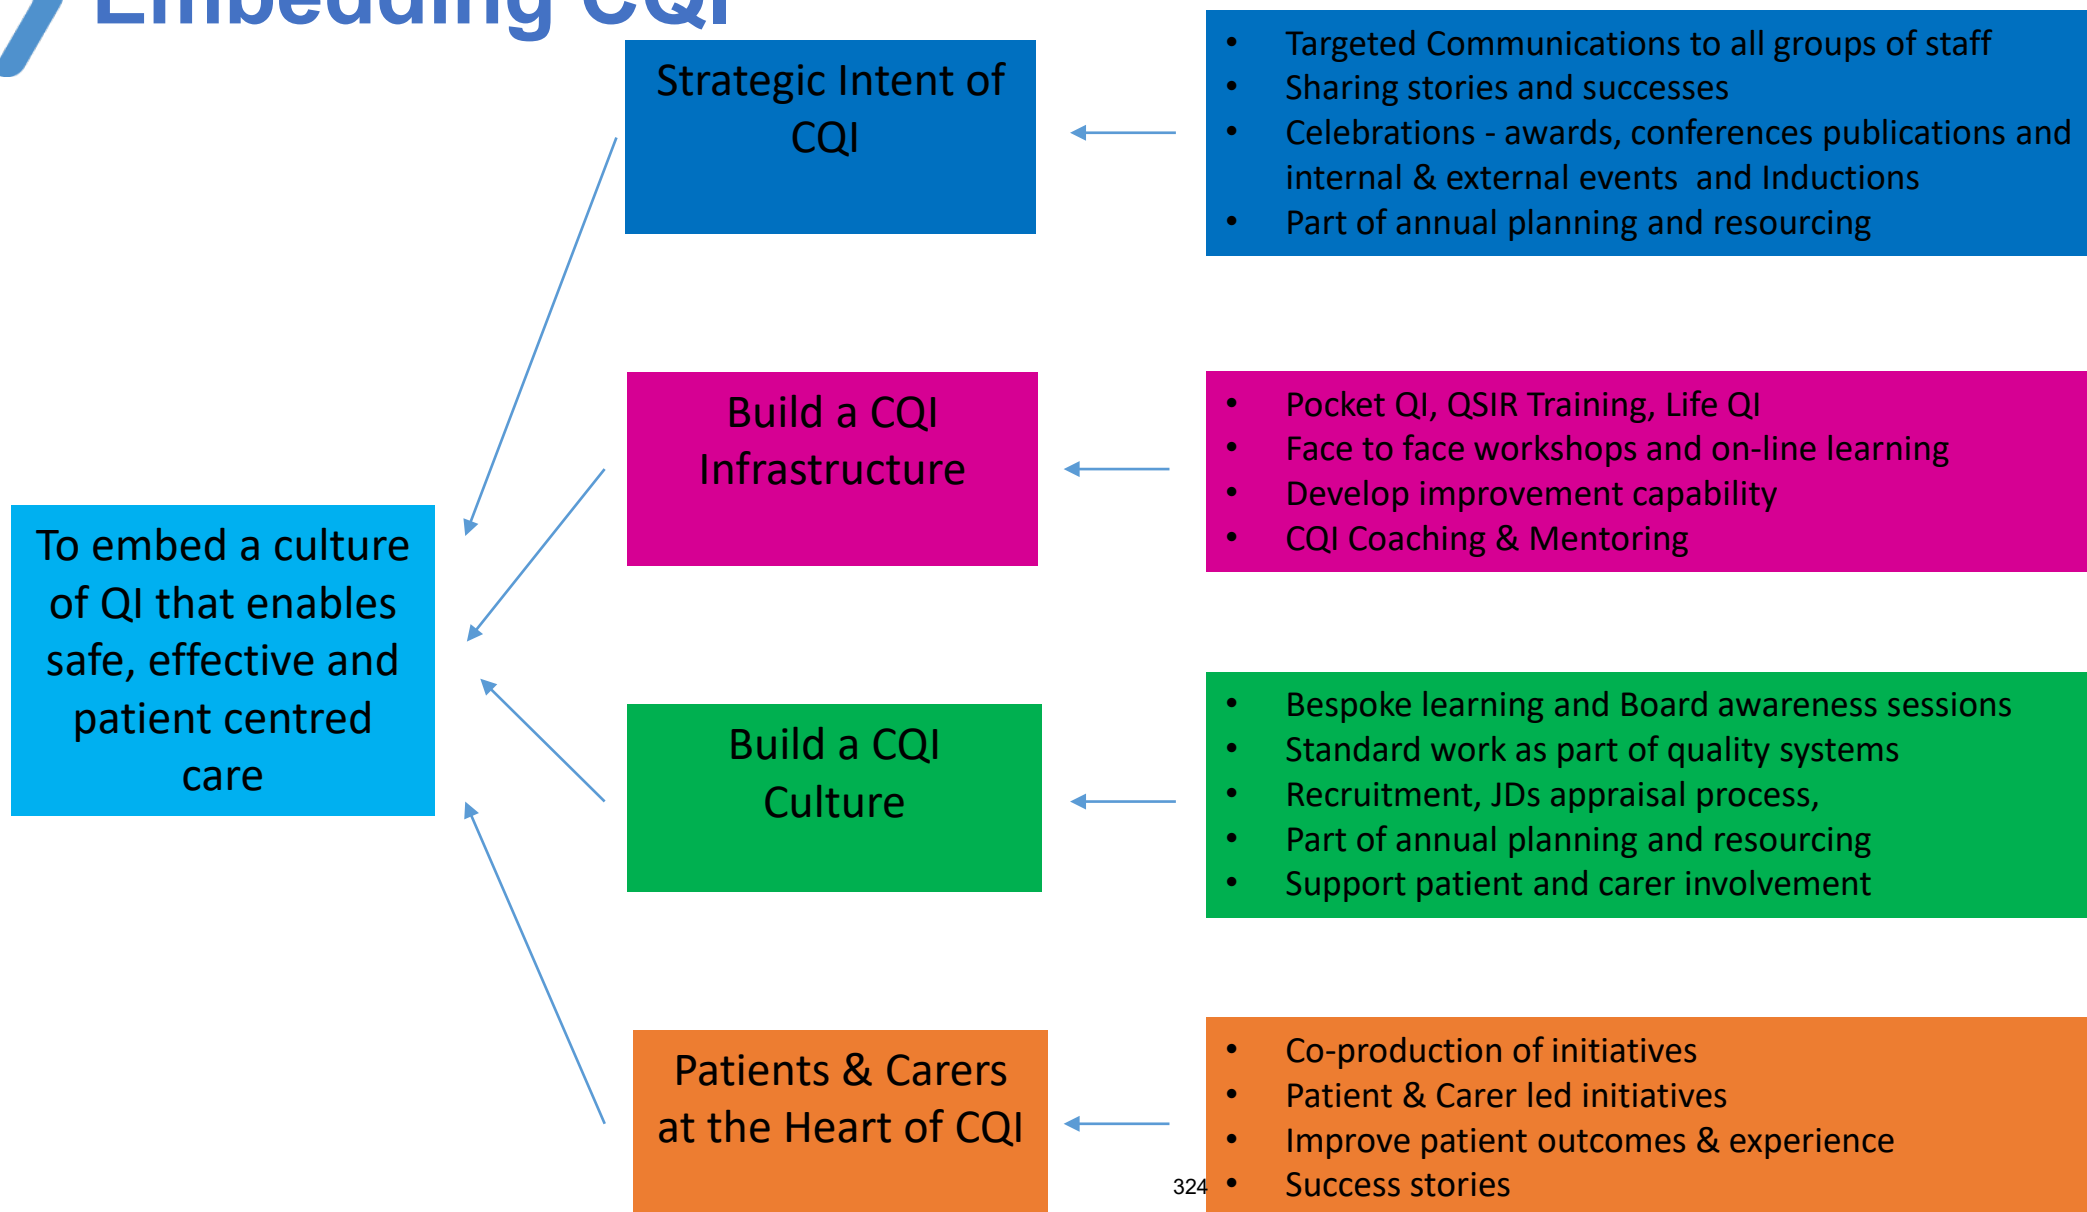 Embedding CQI
Strategic Intent of
CQI
• Targeted Communications to all groups of staff
• Sharing stories and successes
• Celebrations - awards, conferences publications and
internal & external events  and Inductions
• Part of annual planning and resourcing
Build a CQI
Infrastructure
• Pocket QI, QSIR Training, Life QI
• Face to face workshops and on-line learning
• Develop improvement capability
• CQI Coaching & Mentoring
To embed a culture
of QI that enables
safe, effective and
patient centred
care
Build a CQI
Culture
• Bespoke learning and Board awareness sessions
• Standard work as part of quality systems
• Recruitment, JDs appraisal process,
• Part of annual planning and resourcing
• Support patient and carer involvement
Patients & Carers
at the Heart of CQI
• Co-production of initiatives
• Patient & Carer led initiatives
• Improve patient outcomes & experience
• Success stories
324